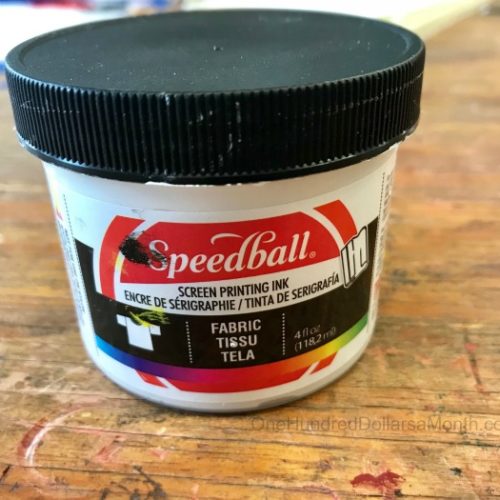 Speedball®
SCREEN PRINTING INK
ENCRE DE SÉRIGRAPHIE / TINTA DE SERIGRAFÍA
FABRIC
TISSU
TELA
4 fl oz
(118,2 ml)
OneHundredDollarsaMonth.co